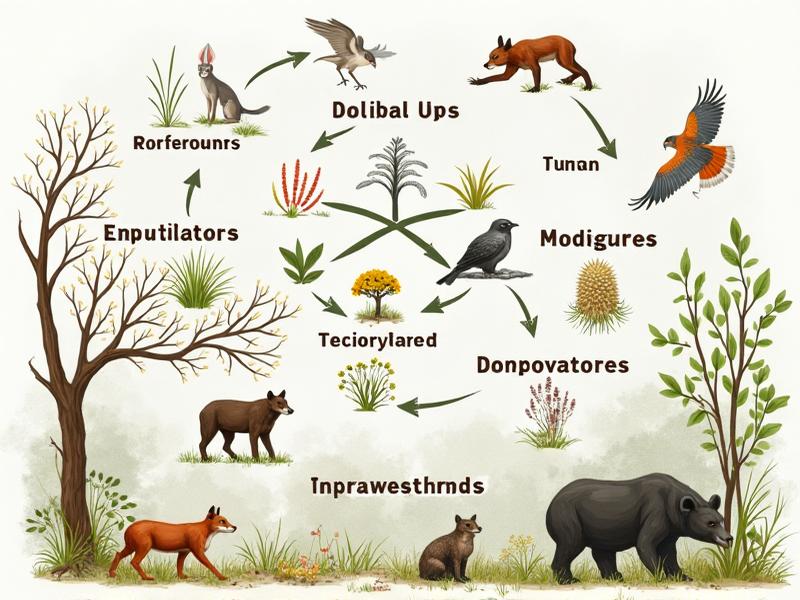 Dolibal Ups
Rorferounrs
Tunan
Enputilators
Modigures
Teciorylared
Donpovatores
Inprawesthrnds